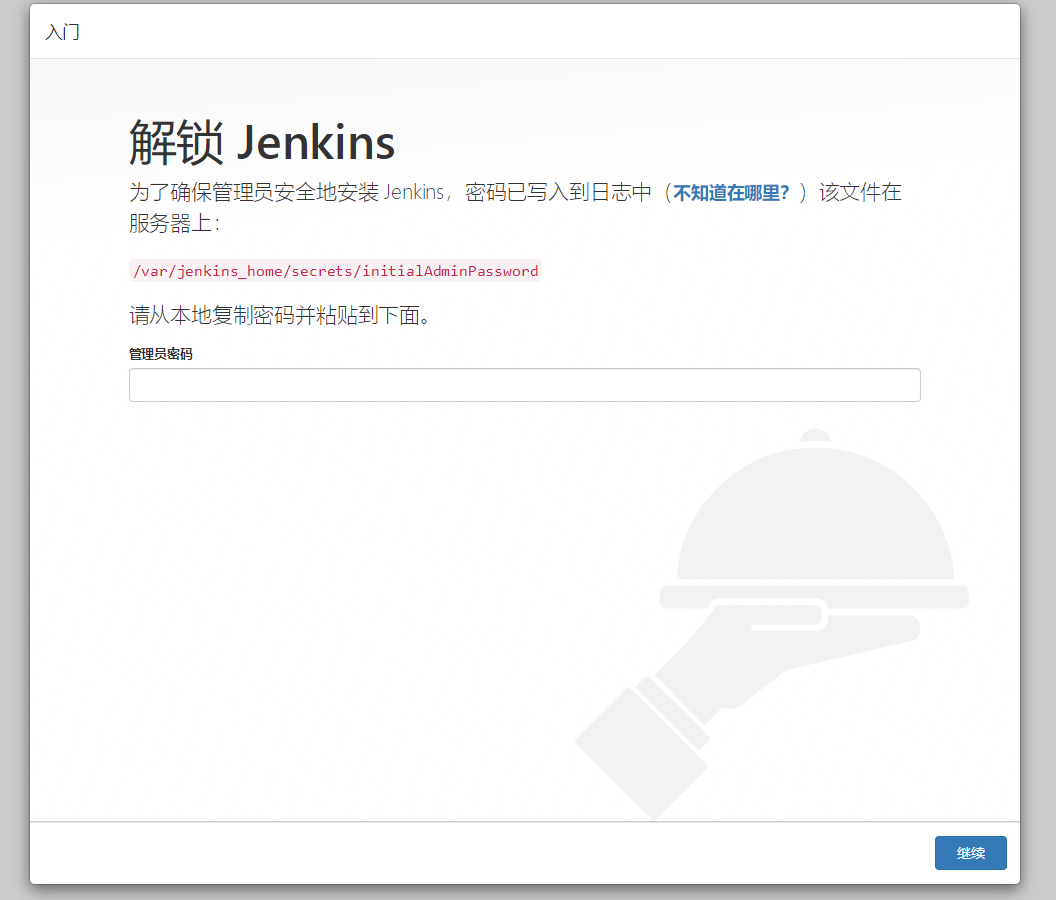 入门
解锁 Jenkins
为了确保管理员安全地安装 Jenkins，密码已写入到日志中（不知道在哪里？）该文件在
服务器上：
/var/jenkins_home/secrets/initialAdminPassword
请从本地复制密码并粘贴到下面。
管理员密码
继续